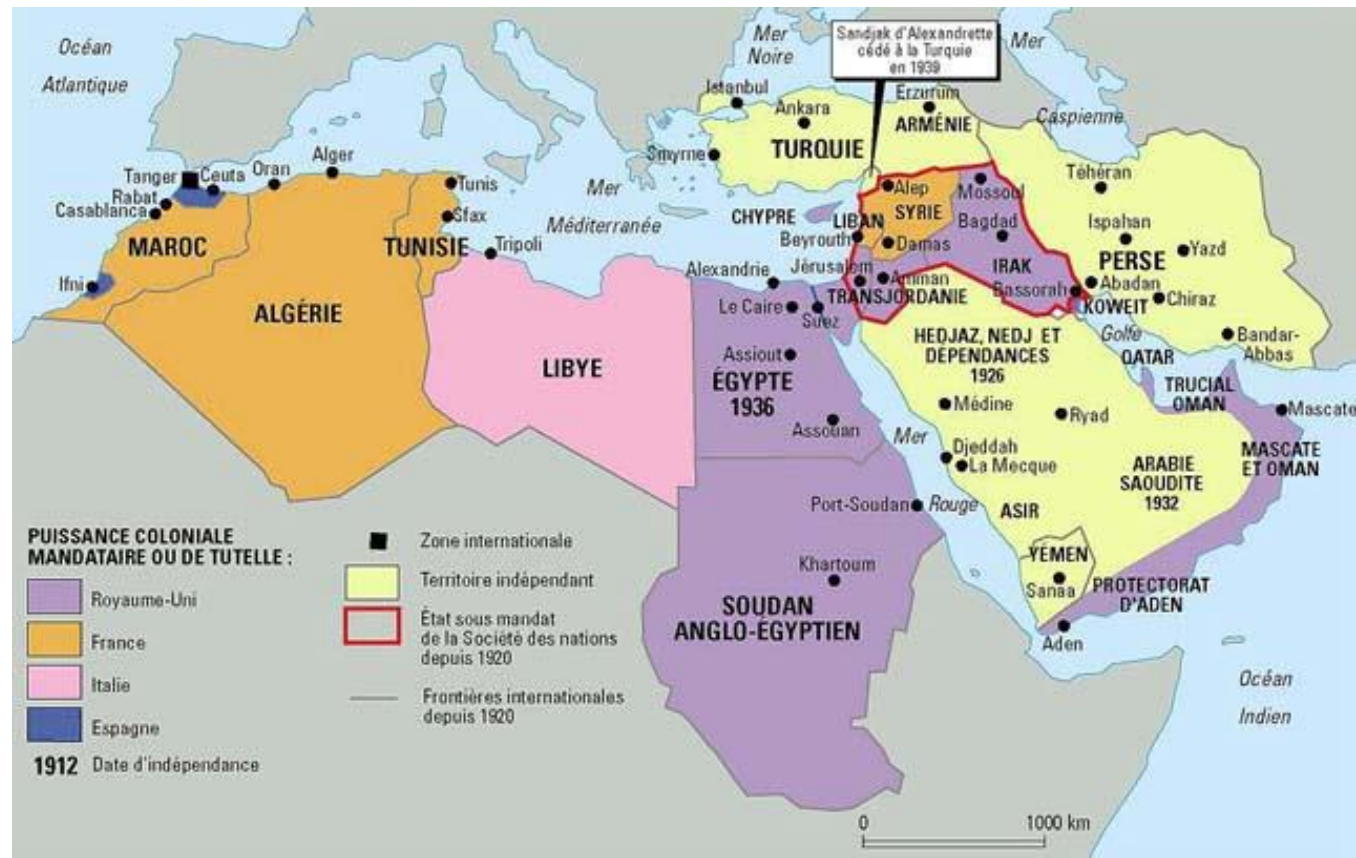 Océan
Atlantique
Mer
Noire
Sandjak d'Alexandrette
cédé à la Turquie
en 1939
Mer
Caspienne
Istanbul
Ankara
Erzurum
ARMÉNIE
TURQUIE
Smyrne
Téhéran
Tanger
Ceuta
Oran
Alger
Rabat
Casablanca
Tunis
Sfax
Mer
Méditerranée
CHYPRE
Alep
Mossoul
SYRIE
LIBAN
Bagdad
Beyrouth
Damas
Ispahan
Yazd
PERSE
MAROC
TUNISIE
Tripoli
Ifni
Alexandrie
Jérusalem
Amman
IRAK
TRANSJORDANIE
Bassorah
Abadan
KOWEIT
Chiraz
ALGÉRIE
Le Caire
Suez
Golfe
Bandar-
Abbas
HEDJAZ, NEDJ ET
DÉPENDANCES
1926
QATAR
LIBYE
Assiout
ÉGYPTE
1936
TRUCIAL
OMAN
Médine
Ryad
Mascate
Assouan
Mer
Rouge
Djeddah
La Mecque
MASCATE
ET OMAN
ARABIE
SAOUDITE
1932
Port-Soudan
ASIR
YÉMEN
Sanaa
Khartoum
PROTECTORAT
D'ADEN
SOUDAN
ANGLO-ÉGYPTIEN
Aden
Océan
Indien
PUISSANCE COLONIALE
MANDATAIRE OU DE TUTELLE :
Royaume-Uni
France
Italie
Espagne
1912 Date d'indépendance
Zone internationale
Territoire indépendant
État sous mandat
de la Société des nations
depuis 1920
Frontières internationales
depuis 1920
0 1000 km